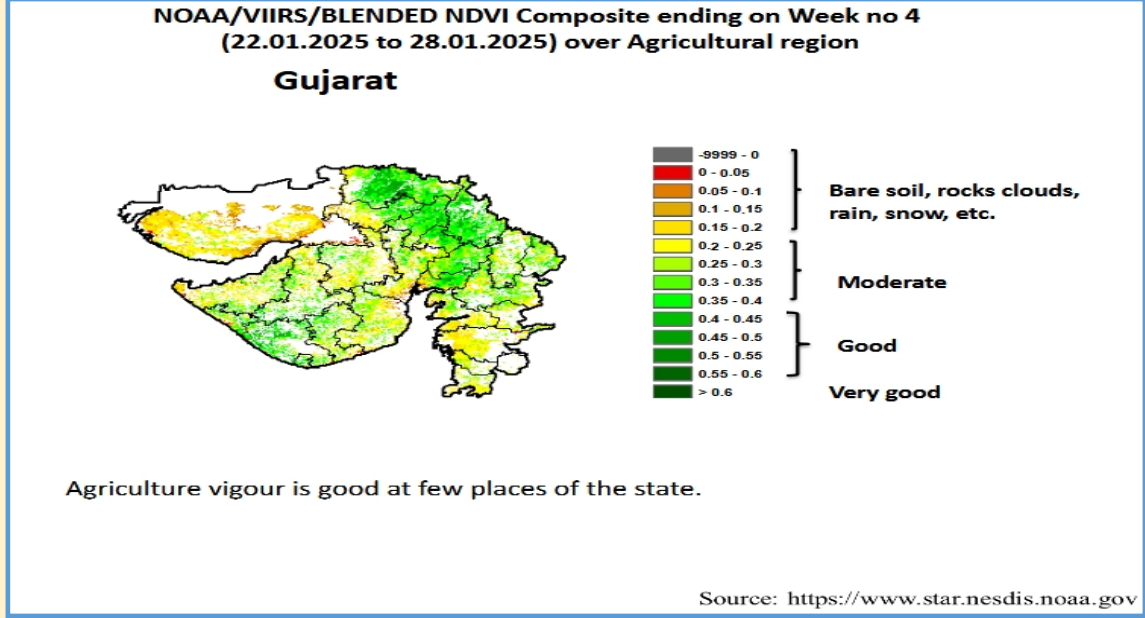 NOAA/VIIRS/BLENDED NDVI Composite ending on Week no 4
(22.01.2025 to 28.01.2025) over Agricultural region
Gujarat
-9999 - 0
0 - 0.05
0.05 - 0.1
0.1 - 0.15
0.15 - 0.2
0.2 - 0.25
0.25 - 0.3
0.3 - 0.35
0.35 - 0.4
0.4 - 0.45
0.45 - 0.5
0.5 - 0.55
0.55 - 0.6
> 0.6
Bare soil, rocks clouds,
rain, snow, etc.
Moderate
Good
Very good
Agriculture vigour is good at few places of the state.
Source: https://www.star.nesdis.noaa.gov